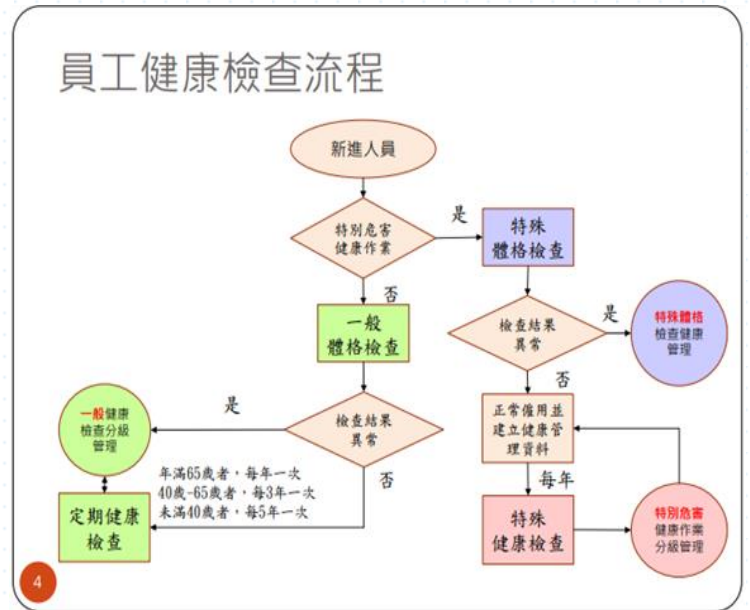 員工健康檢查流程
新進人員
特別危害
健康作業
是
特殊
體格檢查
否
一般
體格檢查
檢查結果
異常
是
特殊體格
檢查健康
管理
否
正常僱用並
建立健康管
理資料
每年
特殊
健康檢查
特別危害
健康作業
分級管理
檢查結果
異常
是
一般健康
檢查分級
管理
否
年滿65歲者，每年一次
40歲-65歲者，每3年一次
未滿40歲者，每5年一次
定期健康
檢查
4